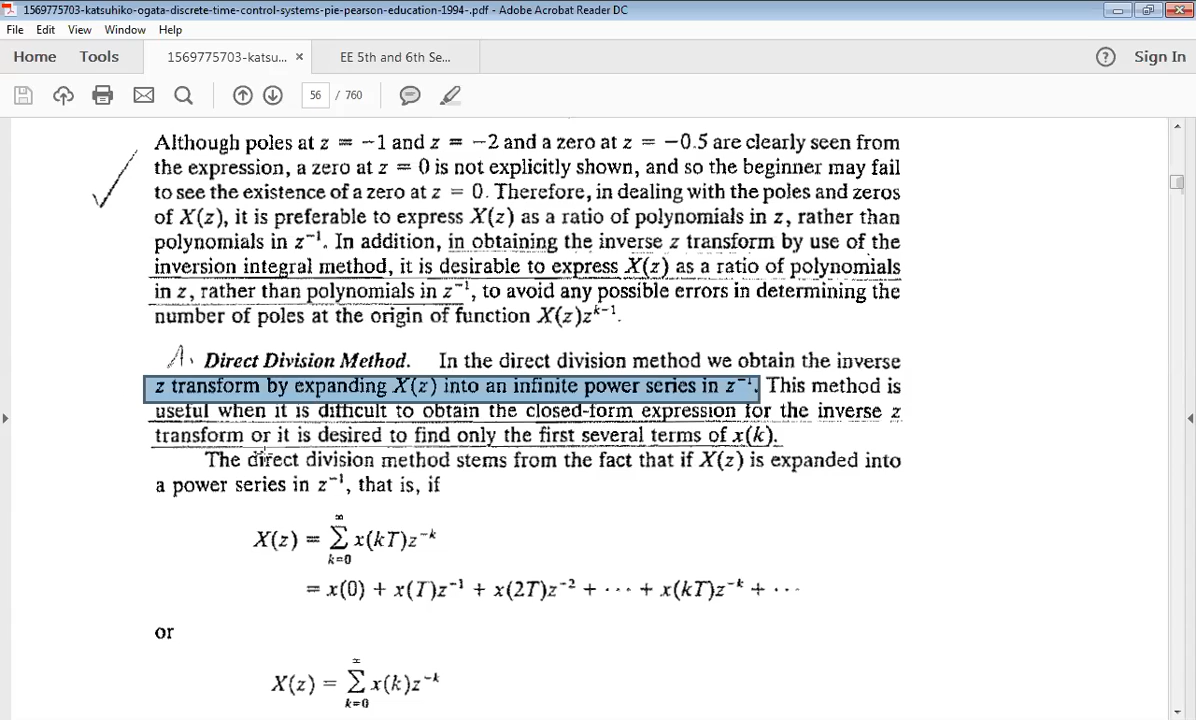 1569775703-katsuhiko-ogata-discrete-time-control-systems-pie-pearson-education-1994-.pdf - Adobe Acrobat Reader DC
File Edit View Window Help
Home Tools 1569775703-katsu... × EE 5th and 6th Se... ? Sign In
56 / 760
Although poles at z = −1 and z = −2 and a zero at z = −0.5 are clearly seen from
the expression, a zero at z = 0 is not explicitly shown, and so the beginner may fail
to see the existence of a zero at z = 0. Therefore, in dealing with the poles and zeros
of X(z), it is preferable to express X(z) as a ratio of polynomials in z, rather than
polynomials in z⁻¹. In addition, in obtaining the inverse z transform by use of the
inversion integral method, it is desirable to express X(z) as a ratio of polynomials
in z, rather than polynomials in z⁻¹, to avoid any possible errors in determining the
number of poles at the origin of function X(z)zᵏ⁻¹.
A. Direct Division Method. In the direct division method we obtain the inverse
z transform by expanding X(z) into an infinite power series in z⁻¹. This method is
useful when it is difficult to obtain the closed-form expression for the inverse z
transform or it is desired to find only the first several terms of x(k).
The direct division method stems from the fact that if X(z) is expanded into
a power series in z⁻¹, that is, if
X(z) = ∑_{k=0}^{∞} x(kT)z⁻ᵏ
= x(0) + x(T)z⁻¹ + x(2T)z⁻² + ⋯ + x(kT)z⁻ᵏ + ⋯
or
X(z) = ∑_{k=0}^{∞} x(k)z⁻ᵏ